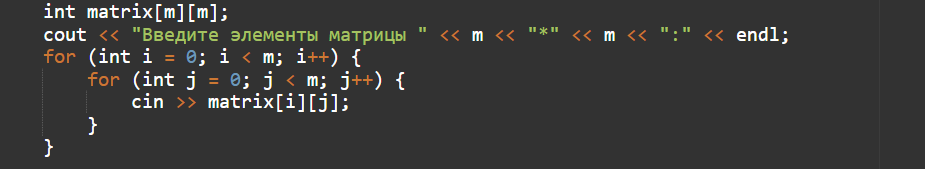 int matrix[m][m];
cout << "Введите элементы матрицы " << m << "*" << m << ":" << endl;
for (int i = 0; i < m; i++) {
    for (int j = 0; j < m; j++) {
        cin >> matrix[i][j];
    }
}